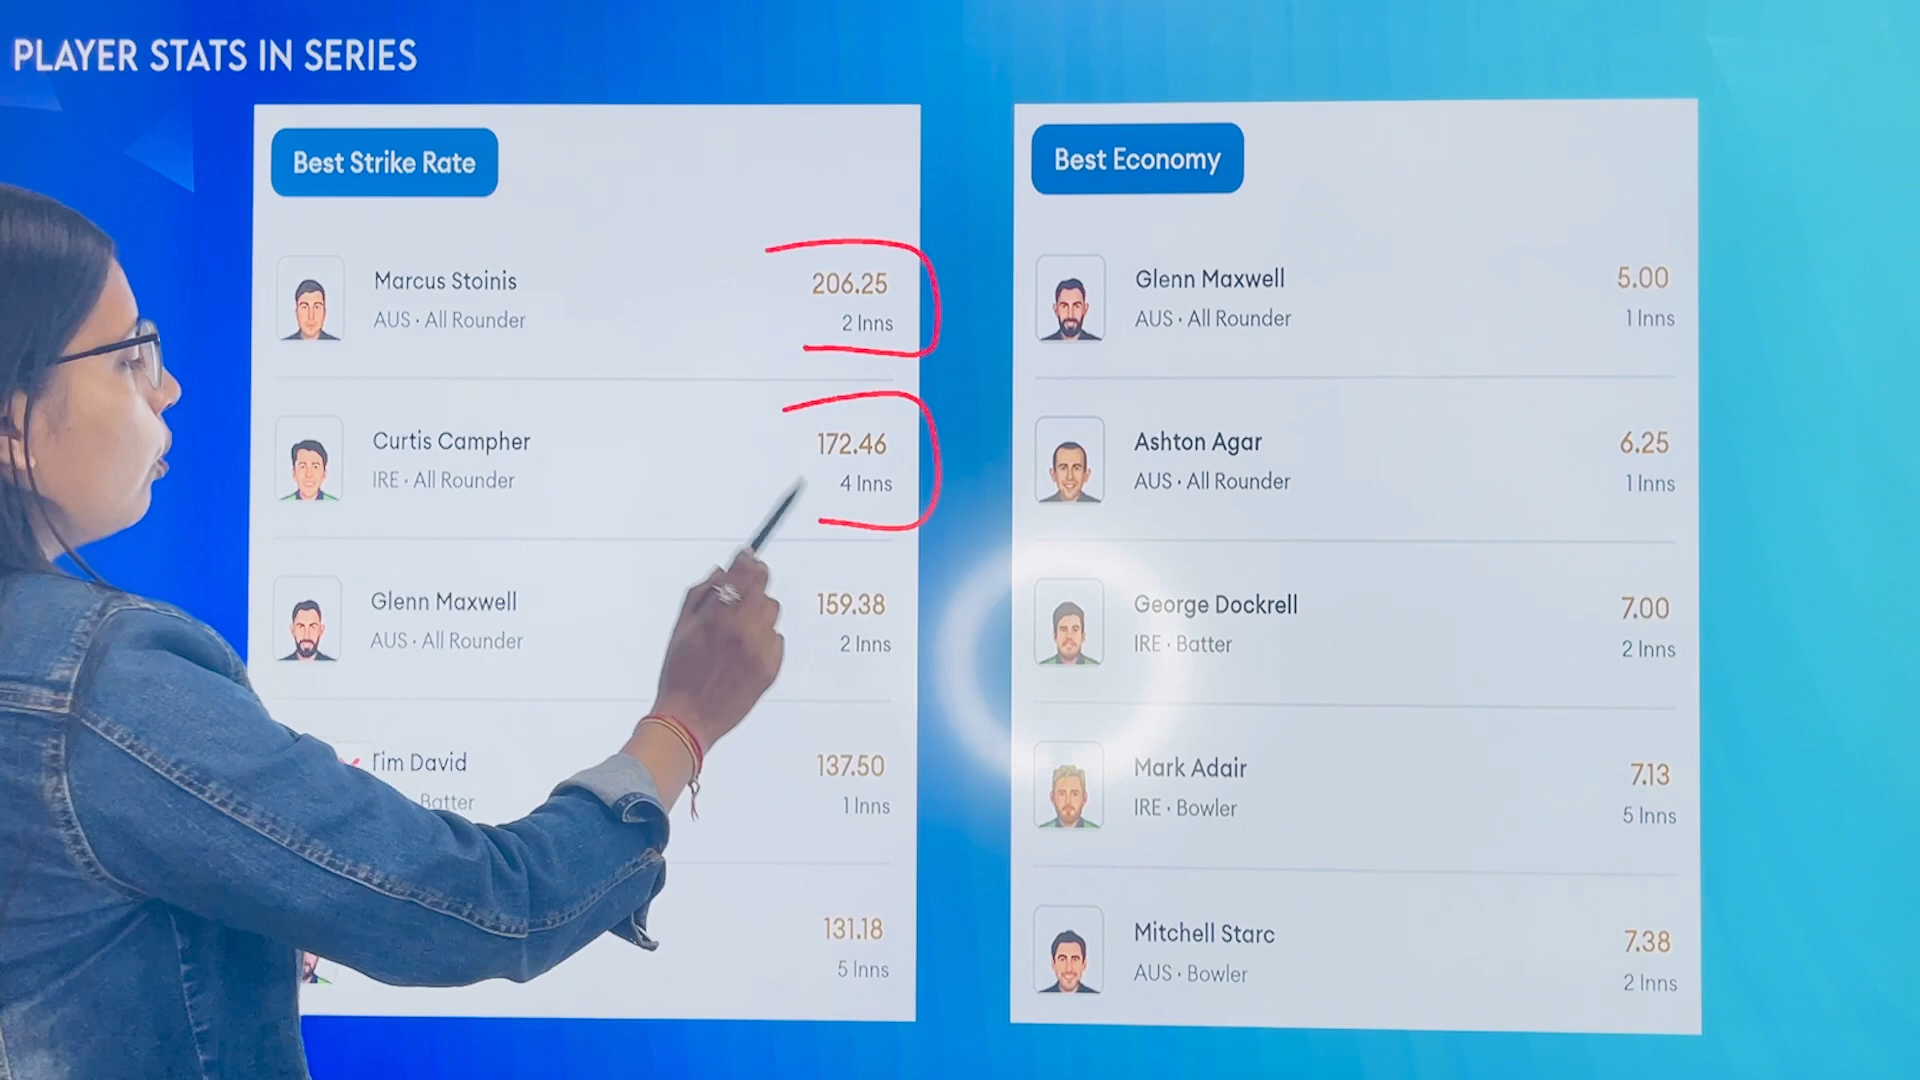 PLAYER STATS IN SERIES
Best Strike Rate
Marcus Stoinis
206.25
AUS · All Rounder
2 Inns
Curtis Campher
172.46
IRE · All Rounder
4 Inns
Glenn Maxwell
159.38
AUS · All Rounder
2 Inns
Tim David
137.50
Batter
1 Inns
131.18
5 Inns
Best Economy
Glenn Maxwell
5.00
AUS · All Rounder
1 Inns
Ashton Agar
6.25
AUS · All Rounder
1 Inns
George Dockrell
7.00
IRE · Batter
2 Inns
Mark Adair
7.13
IRE · Bowler
5 Inns
Mitchell Starc
7.38
AUS · Bowler
2 Inns